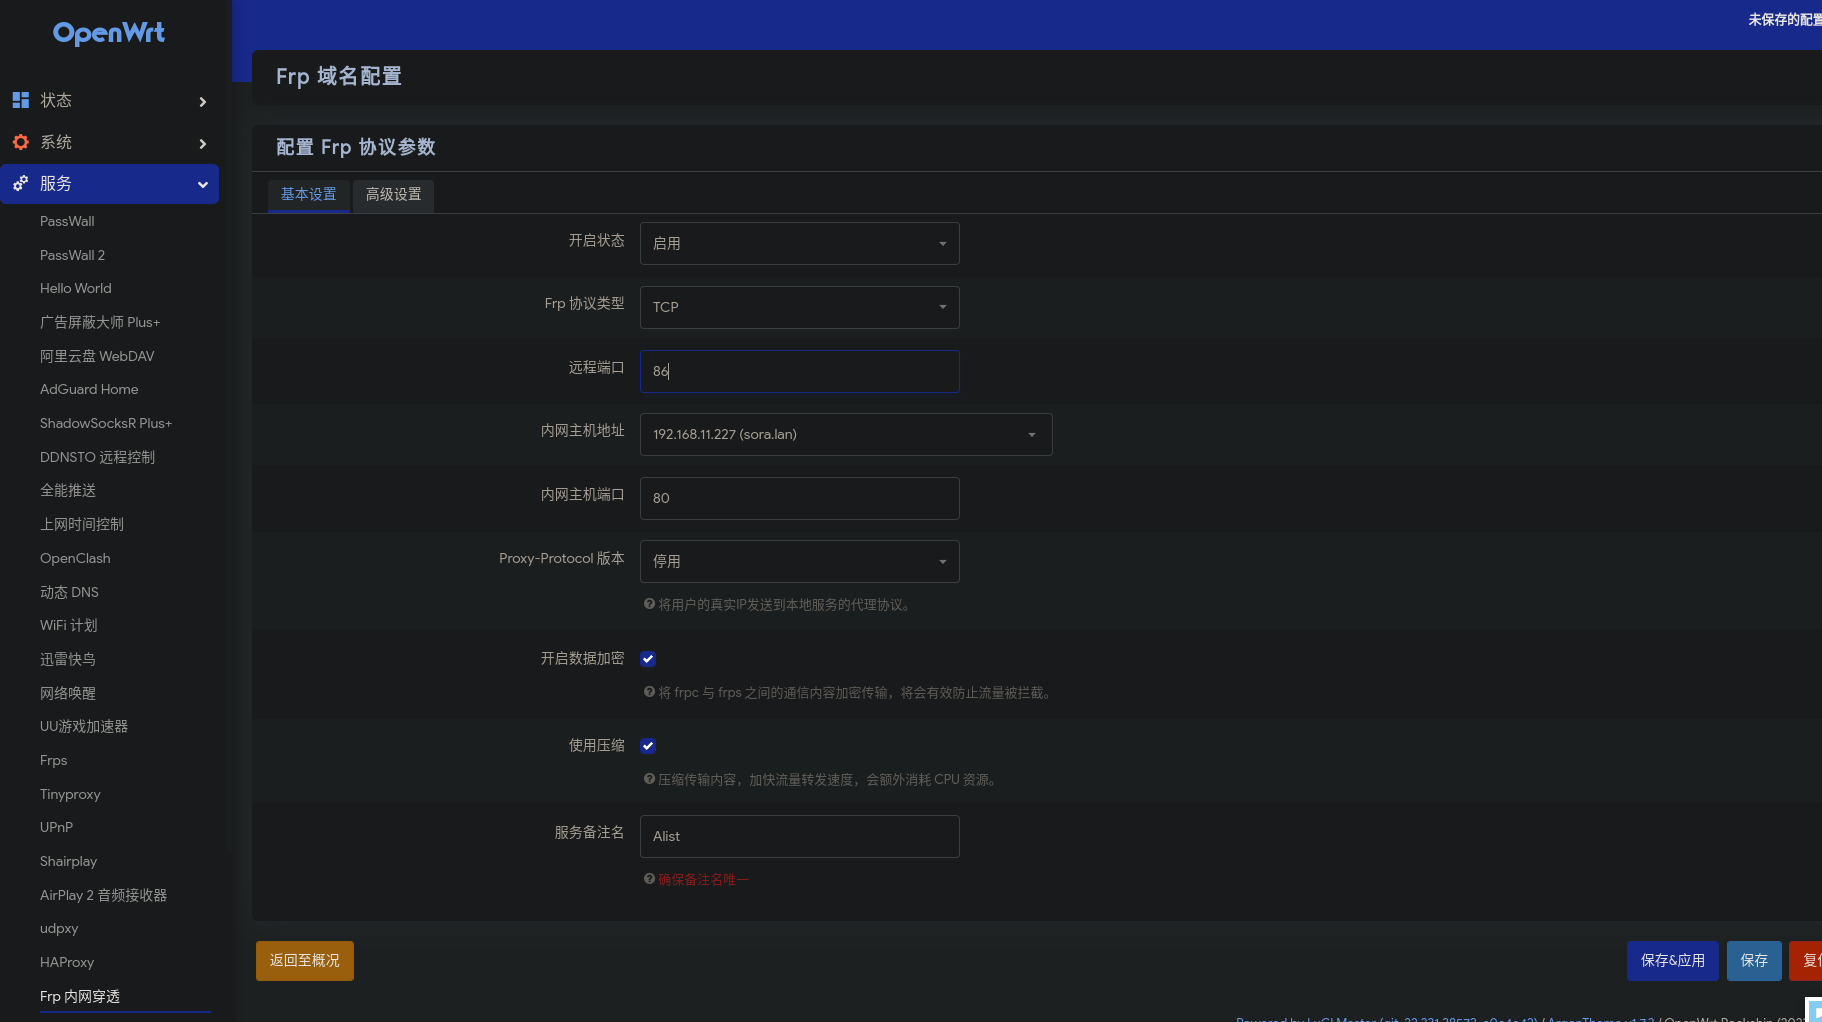 OpenWrt
未保存的配
Frp 域名配置
状态
系统
服务
PassWall
PassWall 2
Hello World
广告屏蔽大师 Plus+
阿里云盘 WebDAV
AdGuard Home
ShadowSocksR Plus+
DDNSTO 远程控制
全能推送
上网时间控制
OpenClash
动态 DNS
WiFi 计划
迅雷快鸟
网络唤醒
UU游戏加速器
Frps
Tinyproxy
UPnP
Shairplay
AirPlay 2 音频接收器
udpxy
HAProxy
Frp 内网穿透
配置 Frp 协议参数
基本设置 高级设置
开启状态 启用
Frp 协议类型 TCP
远程端口 86
内网主机地址 192.168.11.227 (sora.lan)
内网主机端口 80
Proxy-Protocol 版本 停用
将用户的真实IP发送到本地服务的代理协议。
开启数据加密
将 frpc 与 frps 之间的通信内容加密传输，将会有效防止流量被拦截。
使用压缩
压缩传输内容，加快流量转发速度，会额外消耗 CPU 资源。
服务备注名 Alist
确保备注名唯一
返回至概况 保存&应用 保存 复
Powered by LuCI Master